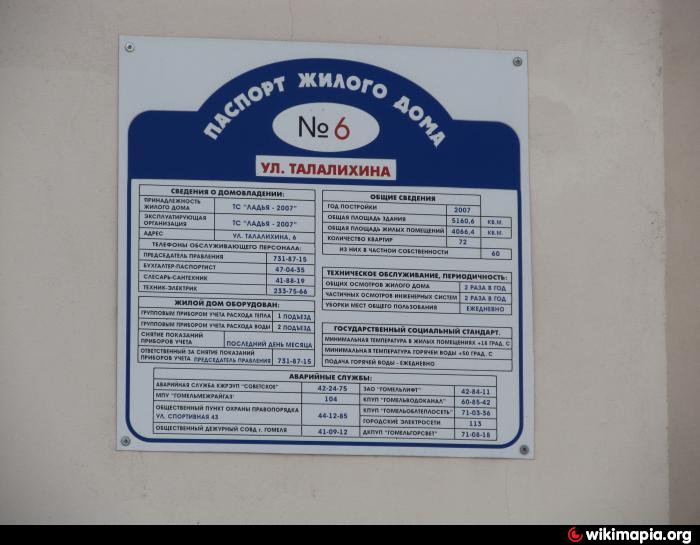 ПАСПОРТ ЖИЛОГО ДОМА
№6
УЛ. ТАЛАЛИХИНА
СВЕДЕНИЯ О ДОМОВЛАДЕНИИ:
ПРИНАДЛЕЖНОСТЬ ЖИЛОГО ДОМА ТС "ЛАДЬЯ - 2007"
ЭКСПЛУАТИРУЮЩАЯ ОРГАНИЗАЦИЯ ТС "ЛАДЬЯ - 2007"
АДРЕС УЛ. ТАЛАЛИХИНА, 6
ТЕЛЕФОНЫ ОБСЛУЖИВАЮЩЕГО ПЕРСОНАЛА:
ПРЕДСЕДАТЕЛЬ ПРАВЛЕНИЯ 731-87-15
БУХГАЛТЕР-ПАСПОРТИСТ 47-04-35
СЛЕСАРЬ-САНТЕХНИК 41-88-19
ТЕХНИК-ЭЛЕКТРИК 233-75-66
ЖИЛОЙ ДОМ ОБОРУДОВАН:
ГРУППОВЫМ ПРИБОРОМ УЧЕТА РАСХОДА ТЕПЛА 1 ПОДЪЕЗД
ГРУППОВЫМ ПРИБОРОМ УЧЕТА РАСХОДА ВОДЫ 2 ПОДЪЕЗД
СНЯТИЕ ПОКАЗАНИЙ ПРИБОРОВ УЧЕТА ПОСЛЕДНИЙ ДЕНЬ МЕСЯЦА
ОТВЕТСТВЕННЫЙ ЗА СНЯТИЕ ПОКАЗАНИЙ
ПРИБОРОВ УЧЕТА ПРЕДСЕДАТЕЛЬ ПРАВЛЕНИЯ 731-87-15
ОБЩИЕ СВЕДЕНИЯ
ГОД ПОСТРОЙКИ 2007
ОБЩАЯ ПЛОЩАДЬ ЗДАНИЯ 5160,6 КВ.М.
ОБЩАЯ ПЛОЩАДЬ ЖИЛЫХ ПОМЕЩЕНИЙ 4066,4 КВ.М.
КОЛИЧЕСТВО КВАРТИР 72
ИЗ НИХ В ЧАСТНОЙ СОБСТВЕННОСТИ 60
ТЕХНИЧЕСКОЕ ОБСЛУЖИВАНИЕ, ПЕРИОДИЧНОСТЬ:
ОБЩИХ ОСМОТРОВ ЖИЛОГО ДОМА 2 РАЗА В ГОД
ЧАСТИЧНЫХ ОСМОТРОВ ИНЖЕНЕРНЫХ СИСТЕМ 2 РАЗА В ГОД
УБОРКИ МЕСТ ОБЩЕГО ПОЛЬЗОВАНИЯ ЕЖЕДНЕВНО
ГОСУДАРСТВЕННЫЙ СОЦИАЛЬНЫЙ СТАНДАРТ.
МИНИМАЛЬНАЯ ТЕМПЕРАТУРА В ЖИЛЫХ ПОМЕЩЕНИЯХ +18 ГРАД. С
МИНИМАЛЬНАЯ ТЕМПЕРАТУРА ГОРЯЧЕЙ ВОДЫ +50 ГРАД. С
ПОДАЧА ГОРЯЧЕЙ ВОДЫ - ЕЖЕДНЕВНО
АВАРИЙНЫЕ СЛУЖБЫ:
АВАРИЙНАЯ СЛУЖБА КЖРЭУП "СОВЕТСКОЕ" 42-24-75
МПУ "ГОМЕЛЬМЕЖРАЙГАЗ" 104
ОБЩЕСТВЕННЫЙ ПУНКТ ОХРАНЫ ПРАВОПОРЯДКА
УЛ. СПОРТИВНАЯ 43 44-12-85
ОБЩЕСТВЕННЫЙ ДЕЖУРНЫЙ СОВД г. ГОМЕЛЯ 41-09-12
ЗАО "ГОМЕЛЬЛИФТ" 42-84-11
КПУП "ГОМЕЛЬВОДОКАНАЛ" 60-85-42
КПУП "ГОМЕЛЬОБЛТЕПЛОСЕТЬ" 71-03-36
ГОРОДСКИЕ ЭЛЕКТРОСЕТИ 113
ДКПУП "ГОМЕЛЬГОРСВЕТ" 71-08-18
wikimapia.org